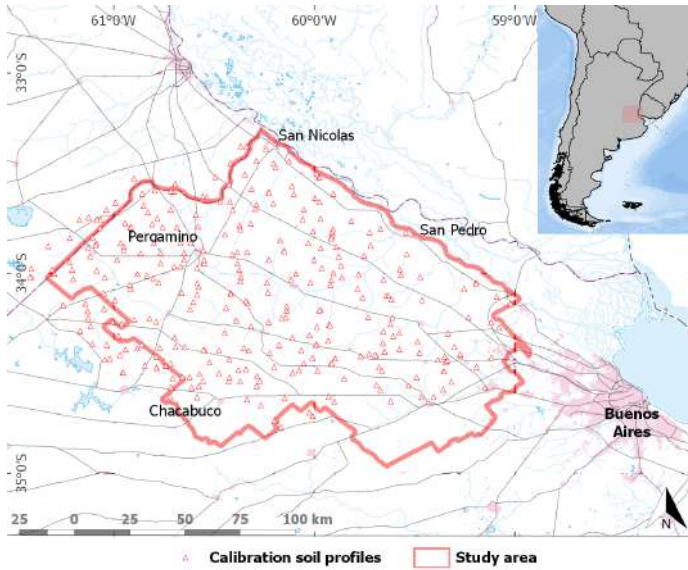 61°0'W
60°0'W
59°0'W
33°0'S
San Nicolas
San Pedro
Pergamino
34°0'S
Chacabuco
Buenos
Aires
35°0'S
25 0 25 50 75 100 km
N
Calibration soil profiles
Study area